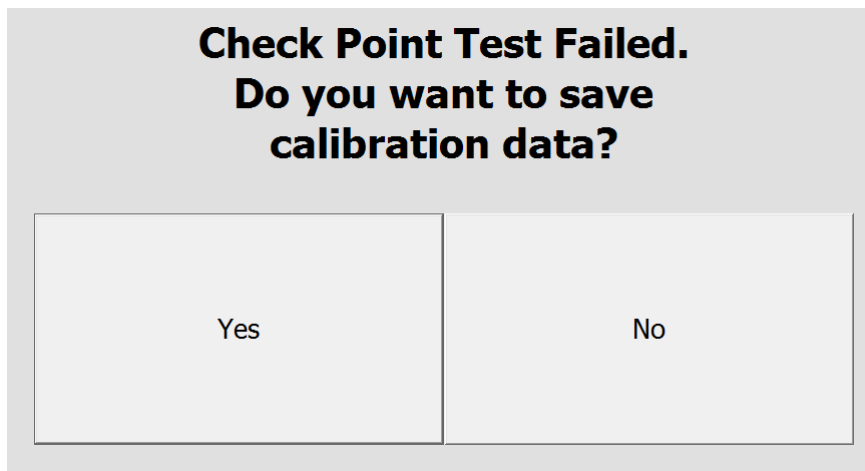 Check Point Test Failed.
Do you want to save
calibration data?
Yes
No